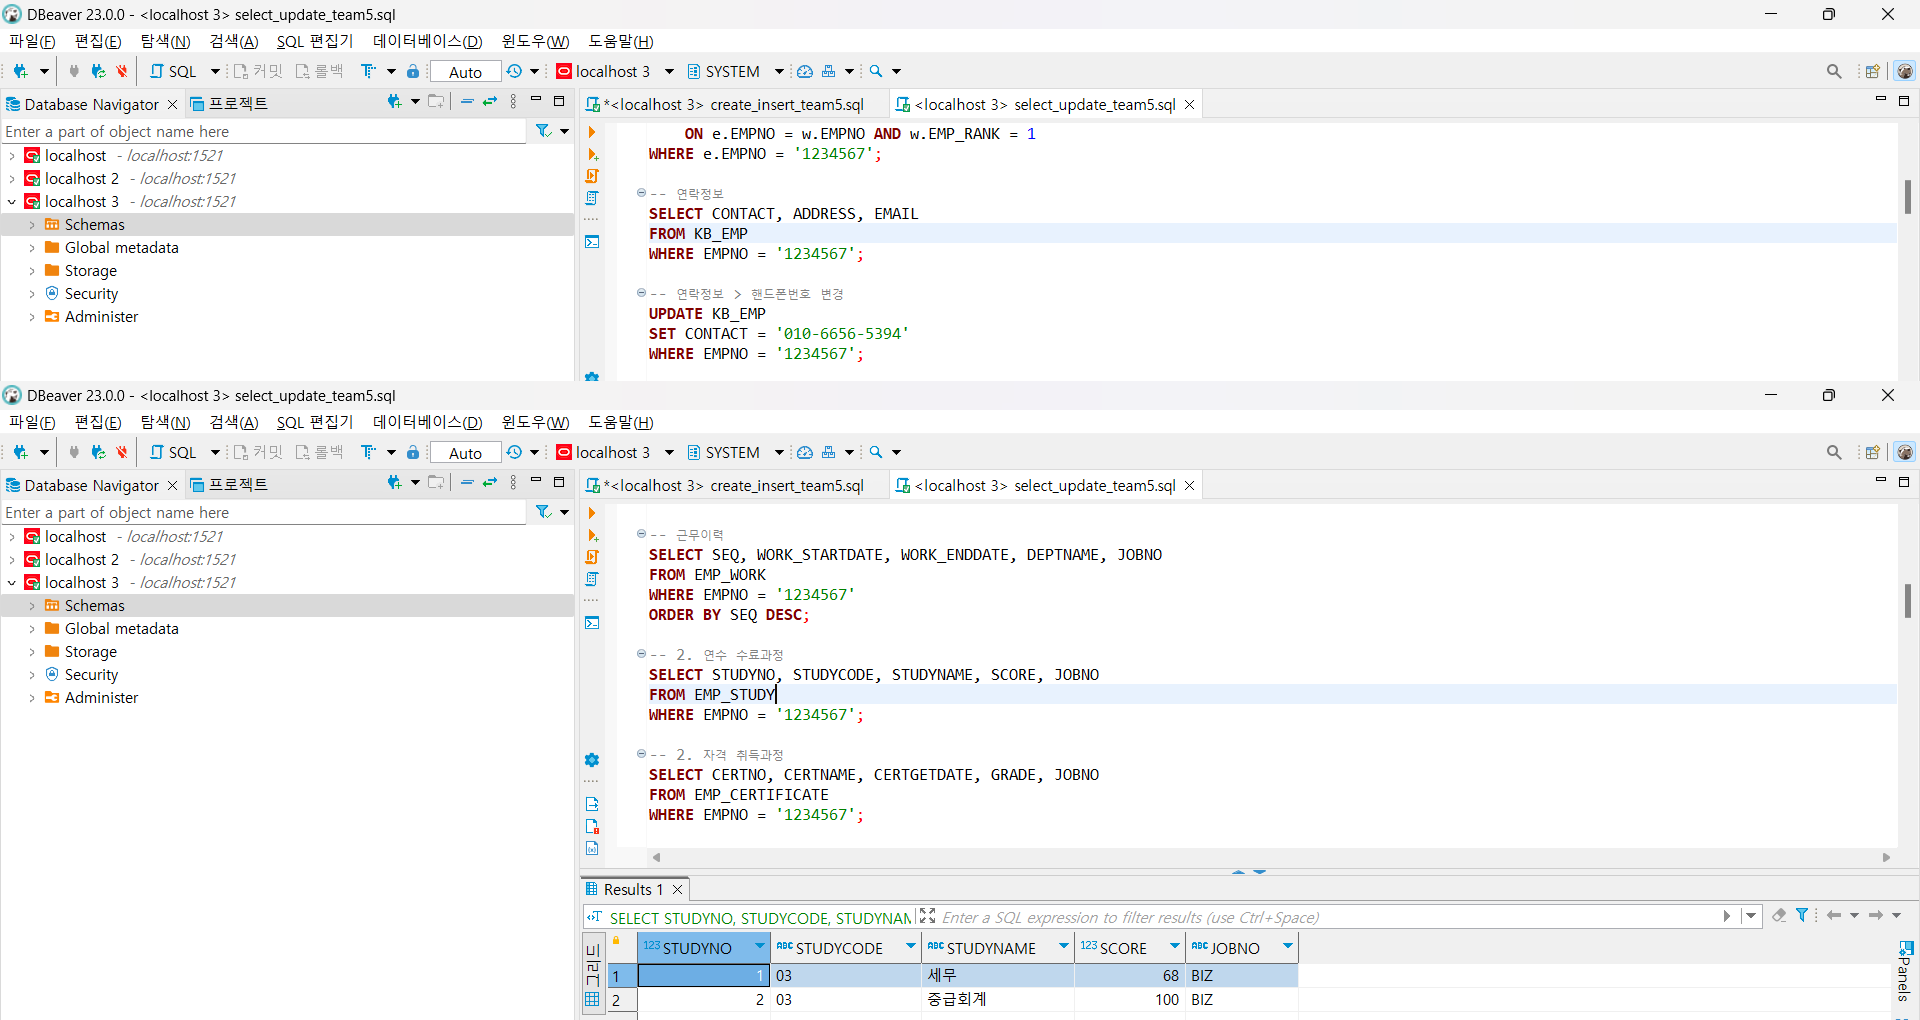 DBeaver 23.0.0 - <localhost 3> select_update_team5.sql
파일(F) 편집(E) 탐색(N) 검색(A) SQL 편집기 데이터베이스(D) 윈도우(W) 도움말(H)
SQL 커밋 롤백 Auto localhost 3 SYSTEM
Database Navigator 프로젝트
Enter a part of object name here
localhost - localhost:1521
localhost 2 - localhost:1521
localhost 3 - localhost:1521
Schemas
Global metadata
Storage
Security
Administer
*<localhost 3> create_insert_team5.sql <localhost 3> select_update_team5.sql
ON e.EMPNO = w.EMPNO AND w.EMP_RANK = 1
WHERE e.EMPNO = '1234567';
-- 연락정보
SELECT CONTACT, ADDRESS, EMAIL
FROM KB_EMP
WHERE EMPNO = '1234567';
-- 연락정보 > 핸드폰번호 변경
UPDATE KB_EMP
SET CONTACT = '010-6656-5394'
WHERE EMPNO = '1234567';
DBeaver 23.0.0 - <localhost 3> select_update_team5.sql
파일(F) 편집(E) 탐색(N) 검색(A) SQL 편집기 데이터베이스(D) 윈도우(W) 도움말(H)
SQL 커밋 롤백 Auto localhost 3 SYSTEM
Database Navigator 프로젝트
Enter a part of object name here
localhost - localhost:1521
localhost 2 - localhost:1521
localhost 3 - localhost:1521
Schemas
Global metadata
Storage
Security
Administer
*<localhost 3> create_insert_team5.sql <localhost 3> select_update_team5.sql
-- 근무이력
SELECT SEQ, WORK_STARTDATE, WORK_ENDDATE, DEPTNAME, JOBNO
FROM EMP_WORK
WHERE EMPNO = '1234567'
ORDER BY SEQ DESC;
-- 2. 연수 수료과정
SELECT STUDYNO, STUDYCODE, STUDYNAME, SCORE, JOBNO
FROM EMP_STUDY
WHERE EMPNO = '1234567';
-- 2. 자격 취득과정
SELECT CERTNO, CERTNAME, CERTGETDATE, GRADE, JOBNO
FROM EMP_CERTIFICATE
WHERE EMPNO = '1234567';
Results 1
SELECT STUDYNO, STUDYCODE, STUDYNAM Enter a SQL expression to filter results (use Ctrl+Space)
123 STUDYNO ABC STUDYCODE ABC STUDYNAME 123 SCORE ABC JOBNO
1 1 03 세무 68 BIZ
2 2 03 중급회계 100 BIZ
Panels